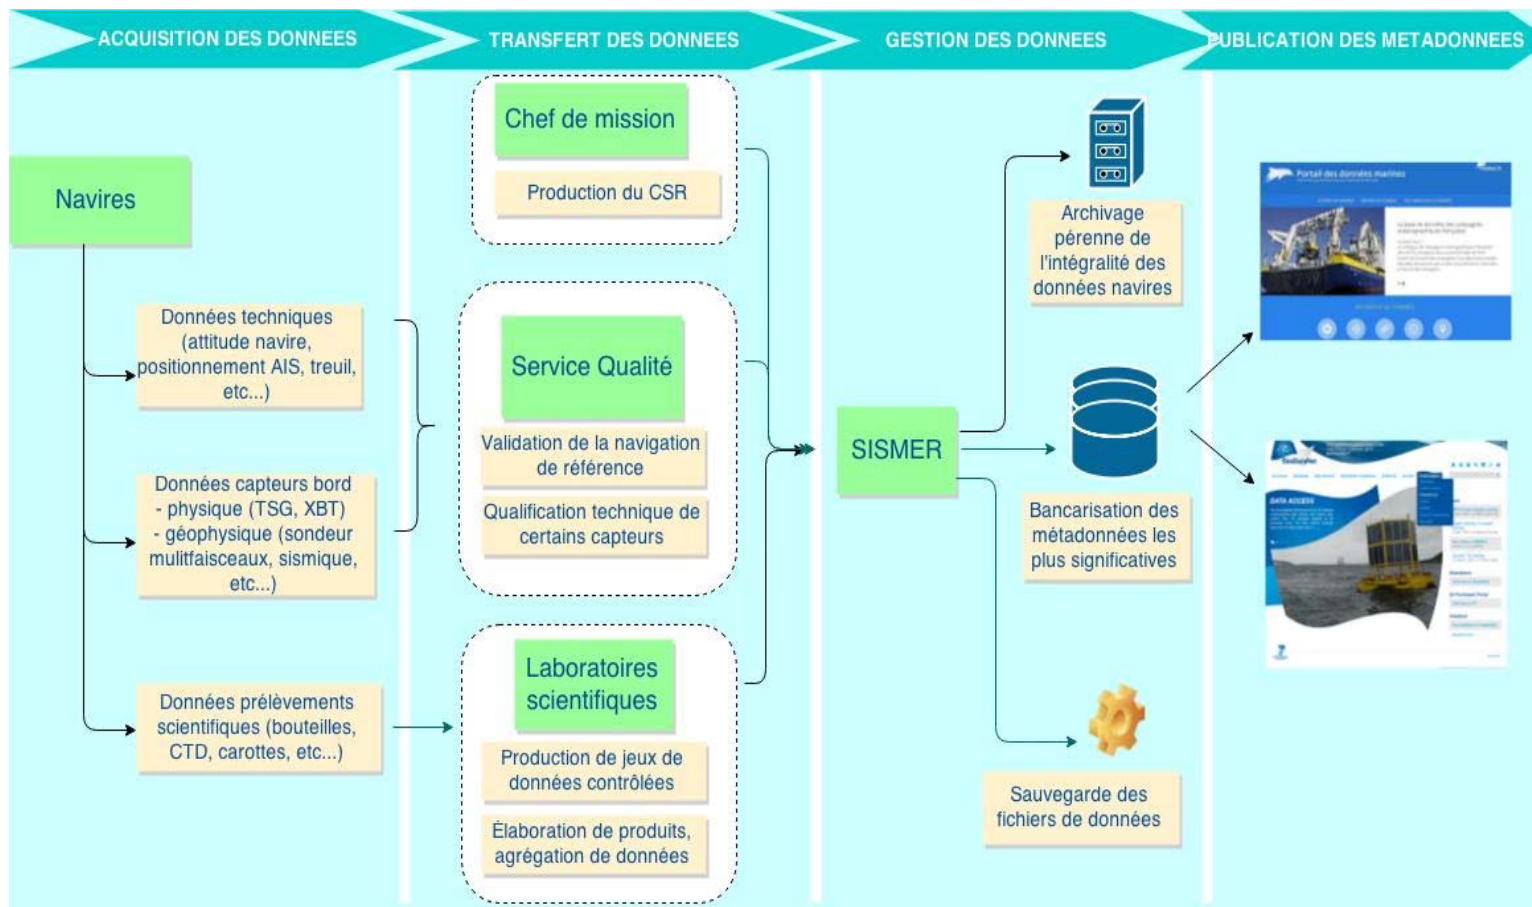 ACQUISITION DES DONNEES
TRANSFERT DES DONNEES
GESTION DES DONNEES
PUBLICATION DES METADONNEES
Navires
Données techniques
(attitude navire,
positionnement AIS, treuil,
etc...)
Données capteurs bord
- physique (TSG, XBT)
- géophysique (sondeur
mulitfaisceaux, sismique,
etc...)
Données prélèvements
scientifiques (bouteilles,
CTD, carottes, etc...)
Chef de mission
Production du CSR
Service Qualité
Validation de la navigation
de référence
Qualification technique de
certains capteurs
Laboratoires
scientifiques
Production de jeux de
données contrôlées
Élaboration de produits,
agrégation de données
SISMER
Archivage
pérenne de
l'intégralité des
données navires
Bancarisation des
métadonnées les
plus significatives
Sauvegarde des
fichiers de données
Portail des données marines
DATA ACCESS